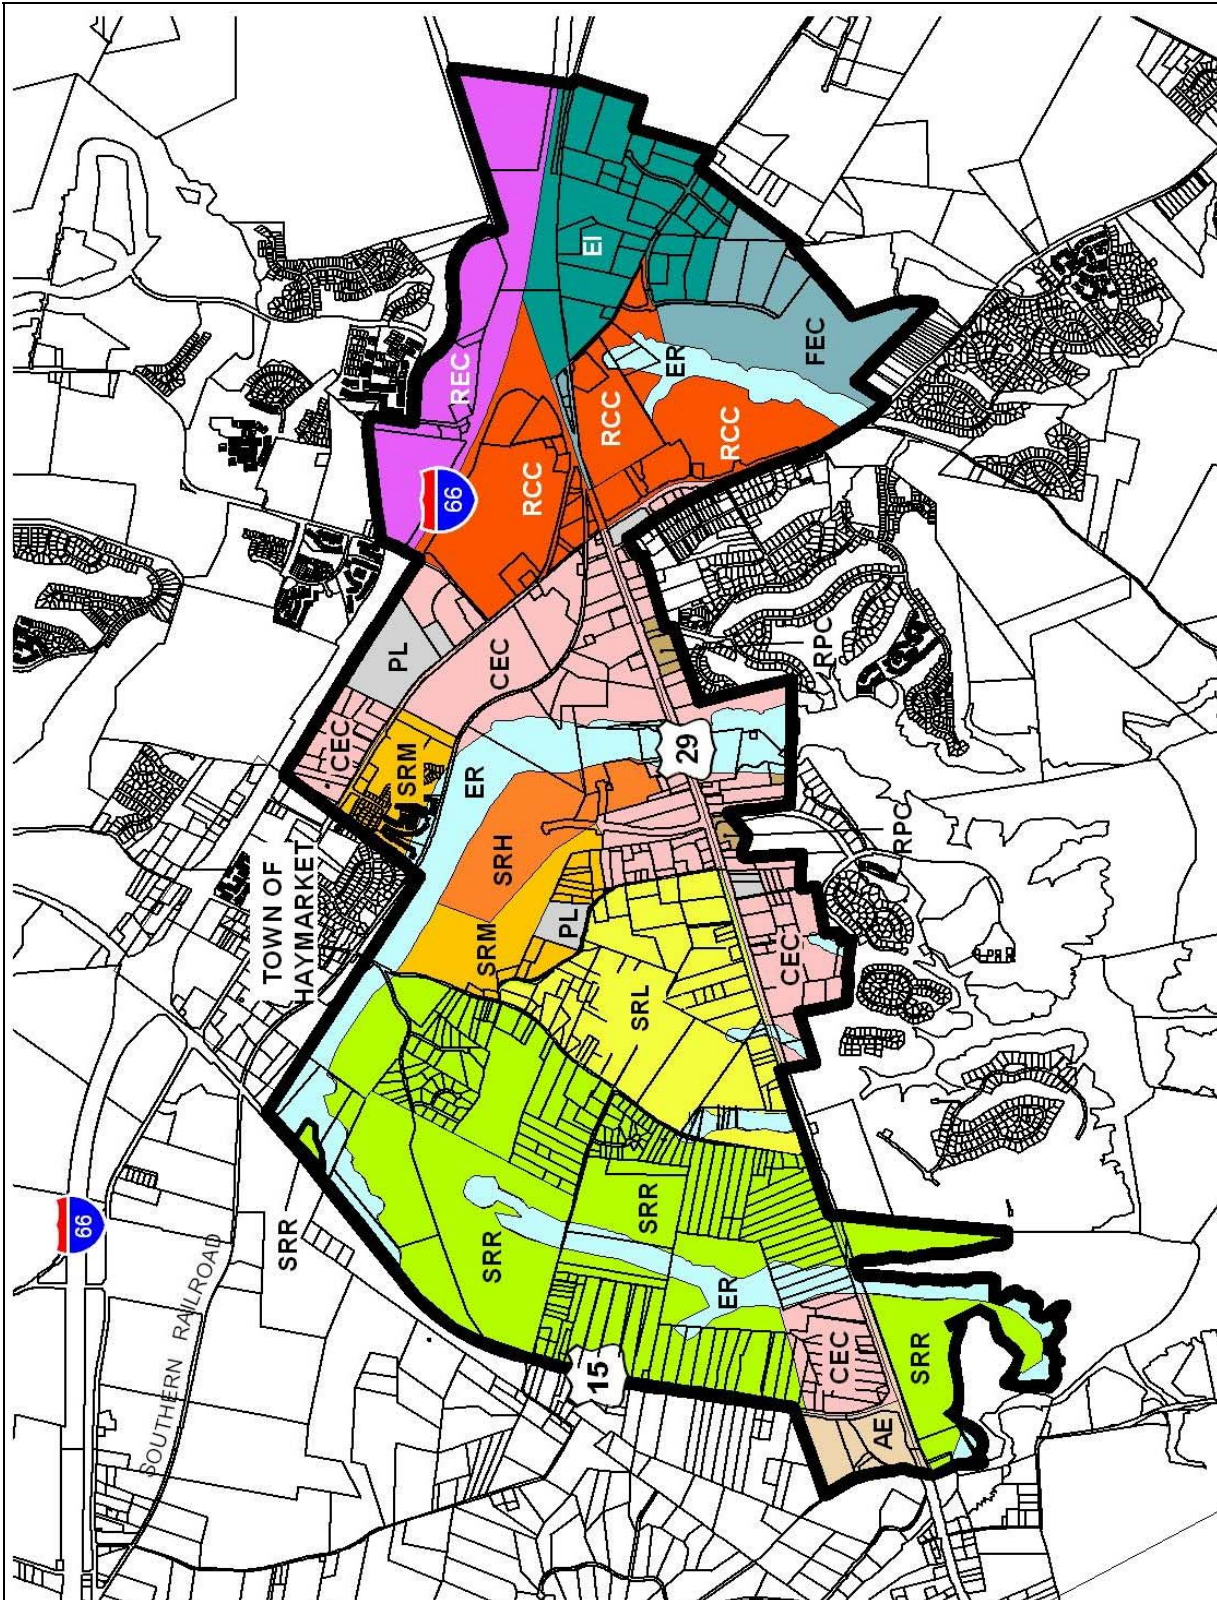 66
SOUTHERN RAILROAD
TOWN OF
HAYMARKET
SRR
CEC
PL
SRM
66
REC
ER
SRR
SRM
SRH
CEC
RCC
PL
EI
15
RCC
SRL
SRR
ER
29
ER
RCC
CEC
FEC
RPC
CEC
AE
RPC
SRR